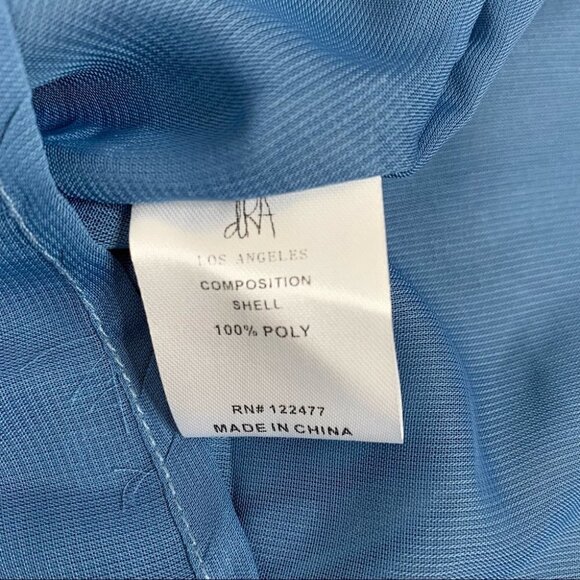 dRA
LOS ANGELES
COMPOSITION
SHELL
100% POLY
RN# 122477
MADE IN CHINA